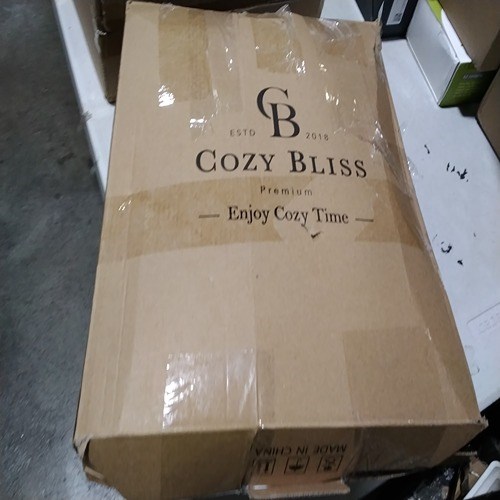 CB
ESTD 2018
COZY BLISS
Premium
— Enjoy Cozy Time —
MADE IN CHINA